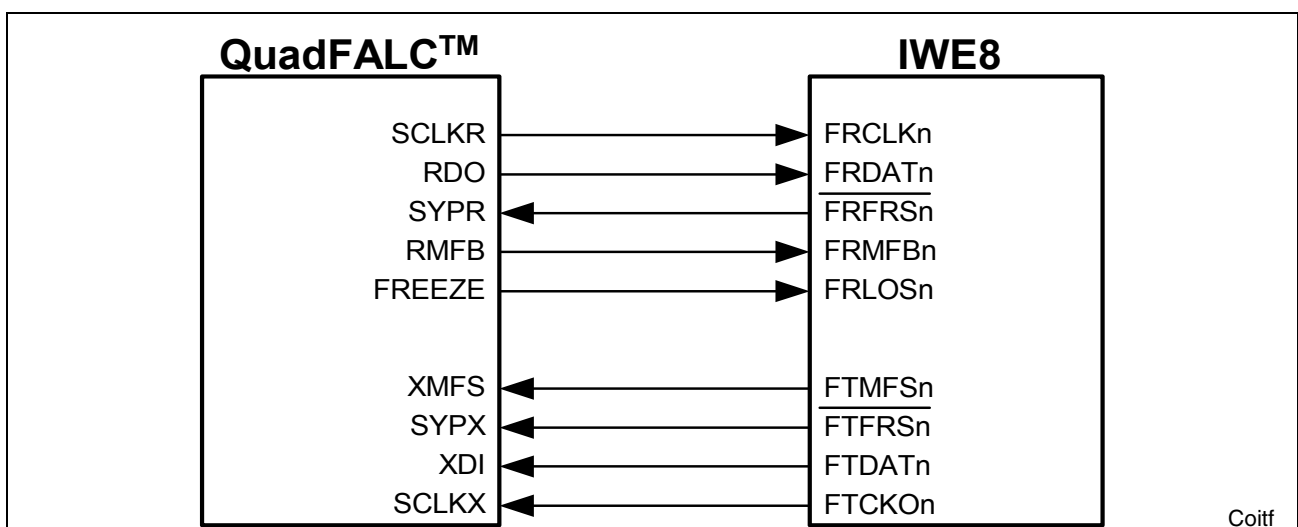 QuadFALC™ IWE8
SCLKR FRCLKn
RDO FRDATn
SYPR FRFRSn
RMFB FRMFBn
FREEZE FRLOSn
XMFS FTMFSn
SYPX FTFRSn
XDI FTDATn
SCLKX FTCKOn
Coitf